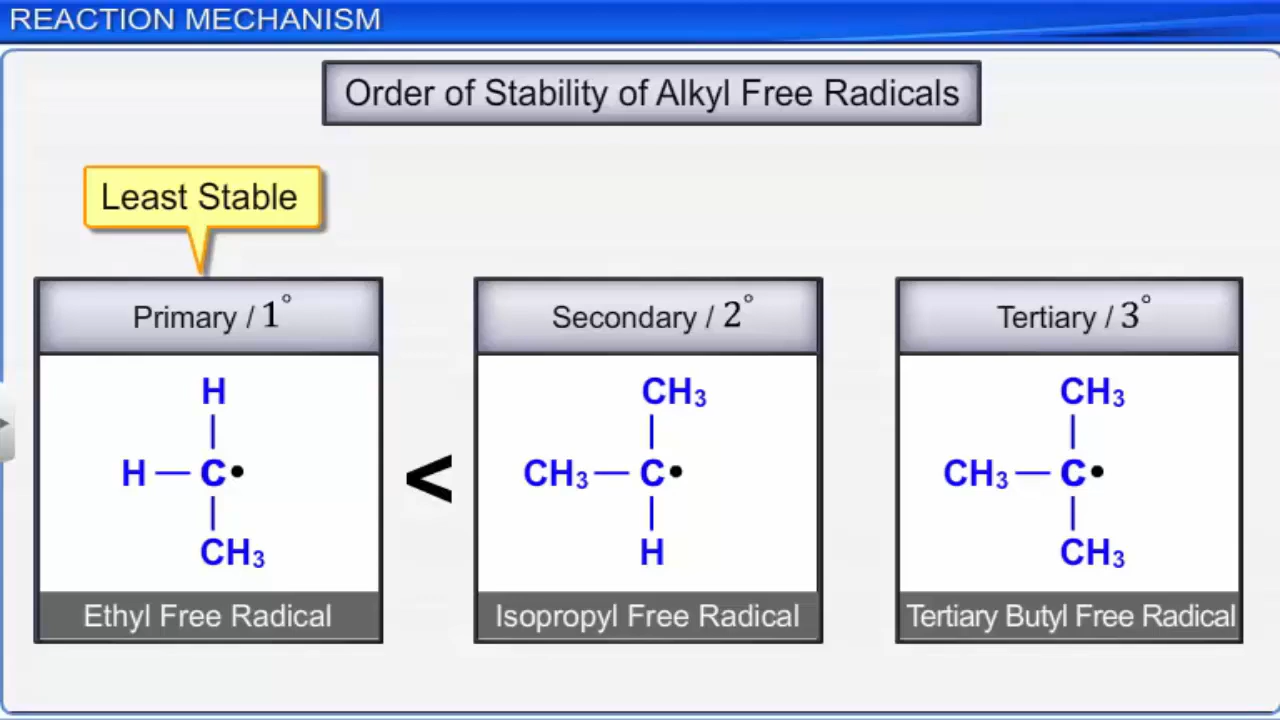 REACTION MECHANISM
Order of Stability of Alkyl Free Radicals
Least Stable
Primary / 1°
H
H — C•
CH₃
Ethyl Free Radical
<
Secondary / 2°
CH₃
CH₃ — C•
H
Isopropyl Free Radical
Tertiary / 3°
CH₃
CH₃ — C•
CH₃
Tertiary Butyl Free Radical